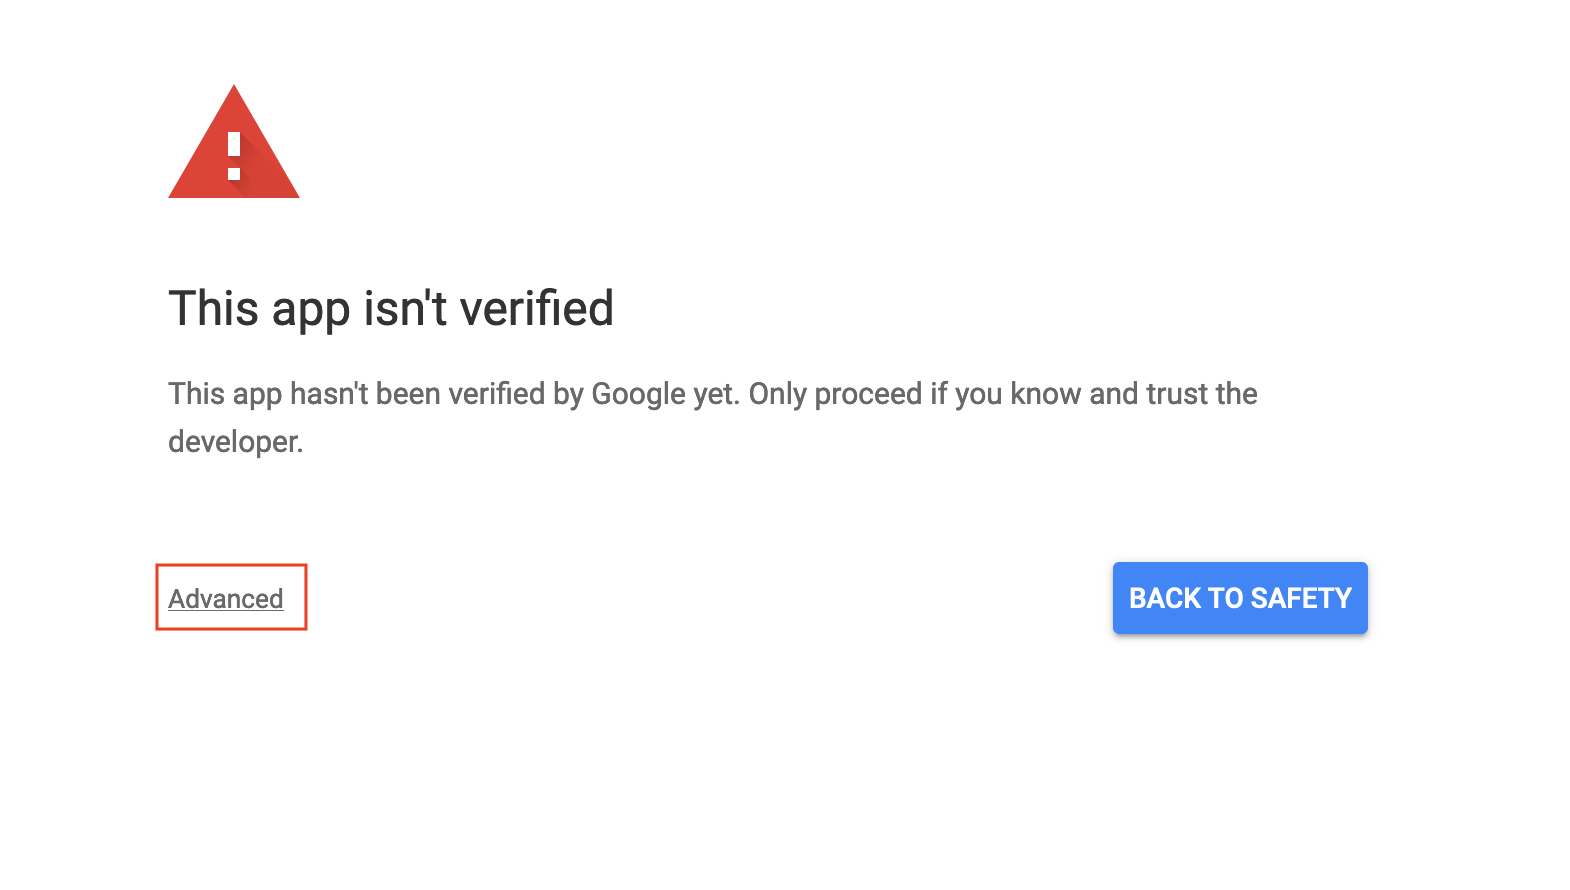 This app isn't verified
This app hasn't been verified by Google yet. Only proceed if you know and trust the
developer.
Advanced
BACK TO SAFETY